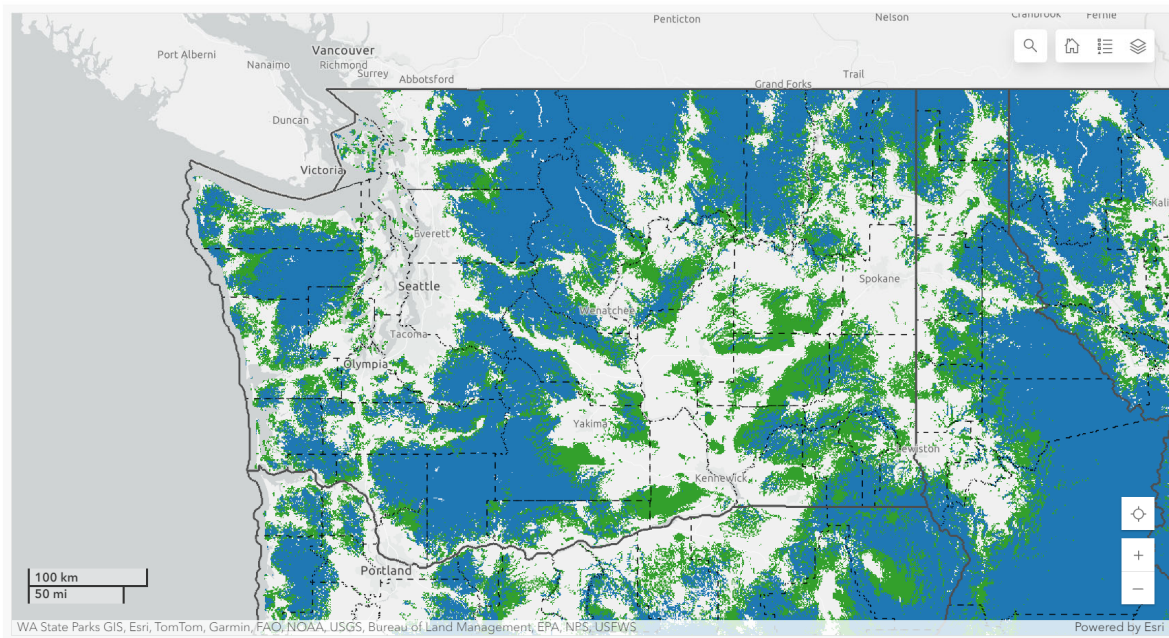 Penticton
Nelson
Cranbrook
Fernie
Port Alberni
Vancouver
Nanaimo
Richmond
Surrey
Abbotsford
Trail
Grand Forks
Duncan
Victoria
Kali
Everett
Seattle
Spokane
Wenatchee
Tacoma
Olympia
Yakima
Lewiston
Kennewick
Portland
100 km
50 mi
WA State Parks GIS, Esri, TomTom, Garmin, FAO, NOAA, USGS, Bureau of Land Management, EPA, NPS, USFWS
Powered by Esri